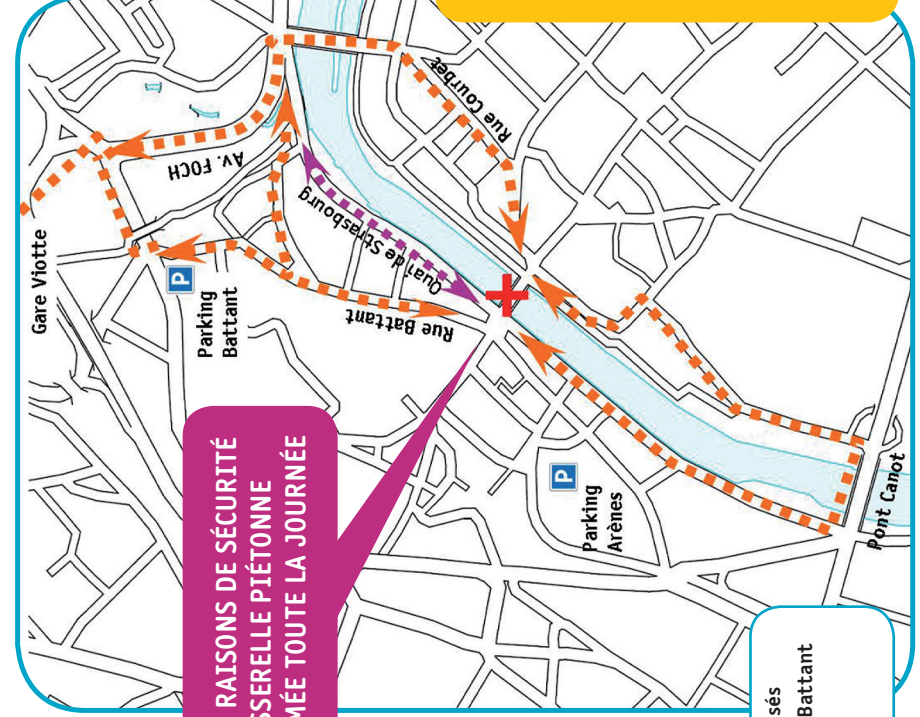 Gare Viotte
Av. FOCH
Rue Courbet
Quai de Strasbourg
P
Parking
Battant
Rue Battant
RAISONS DE SÉCURITÉ
SSERELLE PIÉTONNE
MÉE TOUTE LA JOURNÉE
P
Parking
Arènes
Pont Canot
sés
Battant